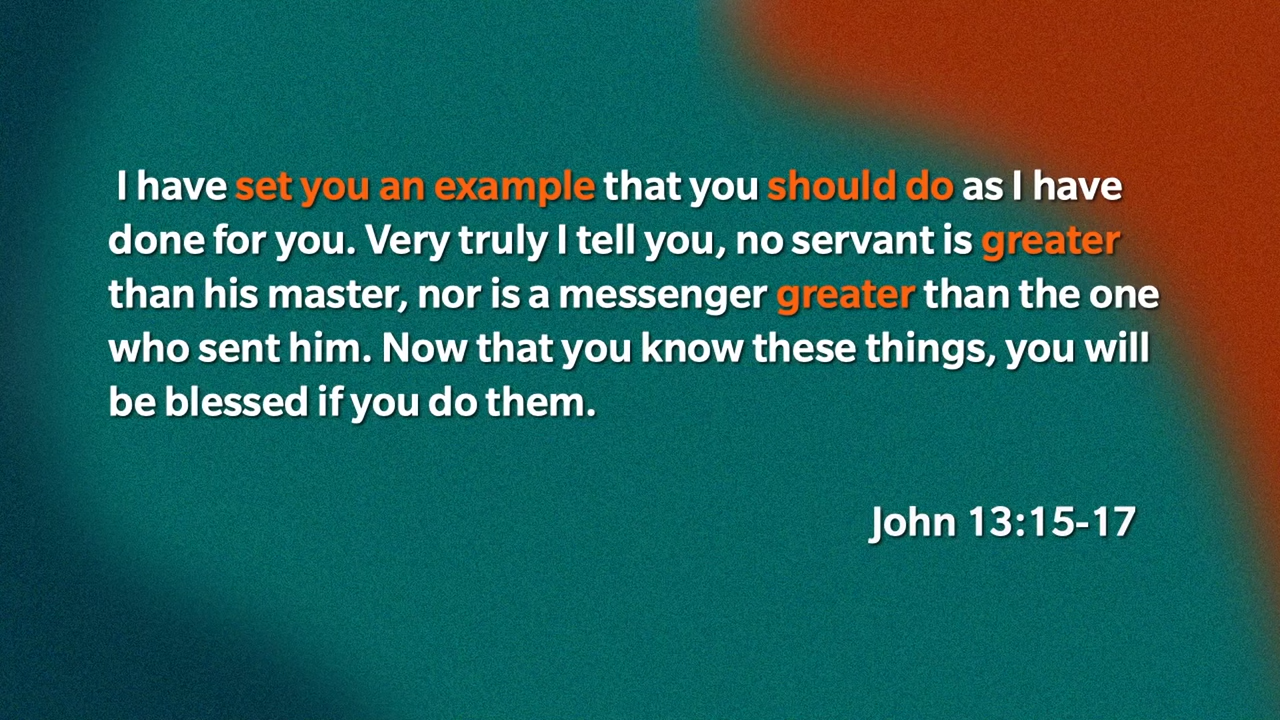 I have set you an example that you should do as I have
done for you. Very truly I tell you, no servant is greater
than his master, nor is a messenger greater than the one
who sent him. Now that you know these things, you will
be blessed if you do them.
John 13:15-17